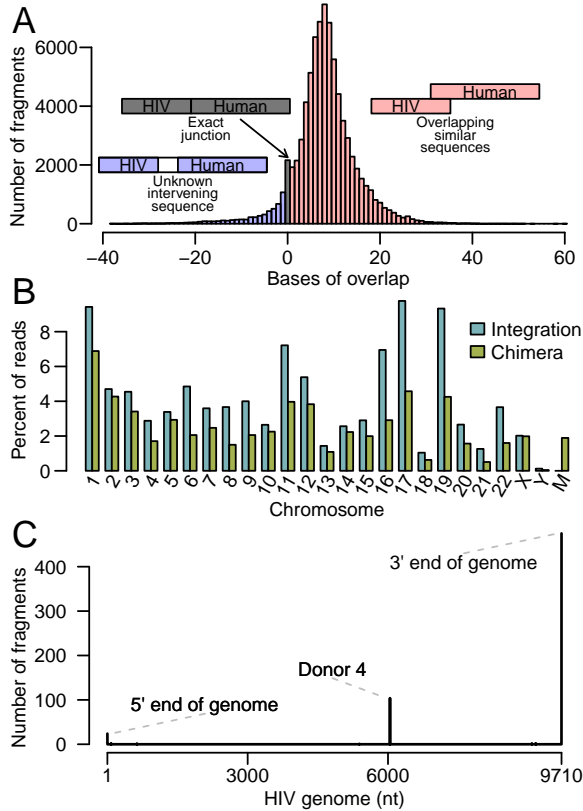 A
Number of fragments
6000
4000
2000
0
HIV Human
Exact
junction
HIV Human
Unknown
intervening
sequence
Human
HIV
Overlapping
similar
sequences
−40 −20 0 20 40 60
Bases of overlap
B
Percent of reads
8
6
4
2
0
Integration
Chimera
1 2 3 4 5 6 7 8 9 10 11 12 13 14 15 16 17 18 19 20 21 22 X Y M
Chromosome
C
Number of fragments
400
300
200
100
0
3' end of genome
Donor 4
5' end of genome
1 3000 6000 9710
HIV genome (nt)